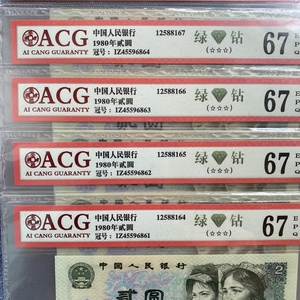 ACG
AI CANG GUARANTY
中国人民银行
1980年贰圆
冠号：IZ45596864
12588167
绿 钻
(☆☆☆)
67 E
P
Q
ACG
AI CANG GUARANTY
中国人民银行
1980年贰圆
冠号：IZ45596863
12588166
绿 钻
(☆☆☆)
67 E
P
Q
ACG
AI CANG GUARANTY
中国人民银行
1980年贰圆
冠号：IZ45596862
12588165
绿 钻
(☆☆☆)
67 E
P
Q
ACG
AI CANG GUARANTY
中国人民银行
1980年贰圆
冠号：IZ45596861
12588164
绿 钻
(☆☆☆)
67 E
P
Q
中国人民银行
贰圆
2